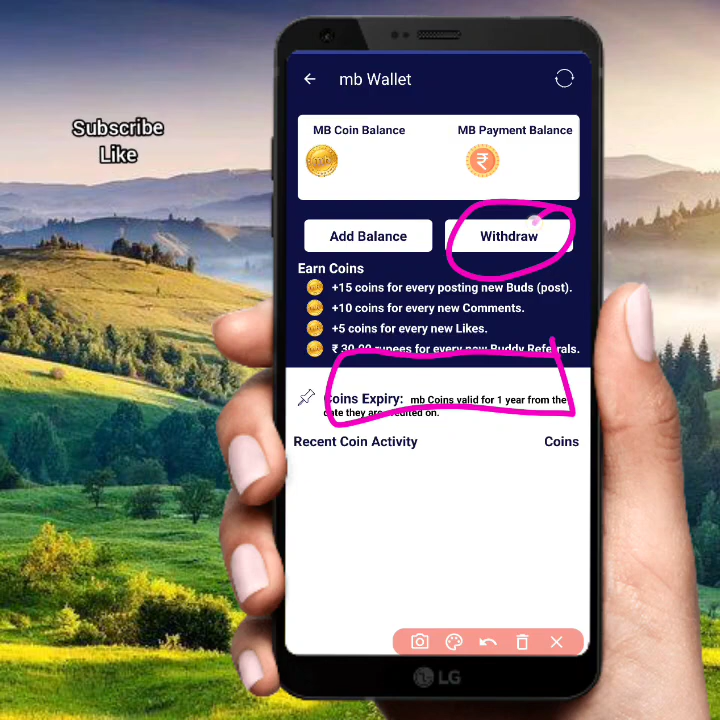 Subscribe
Like
mb Wallet
MB Coin Balance MB Payment Balance
mb ₹
Add Balance Withdraw
Earn Coins
+15 coins for every posting new Buds (post).
+10 coins for every new Comments.
+5 coins for every new Likes.
₹ 30.00 rupees for every new Buddy Referrals.
Coins Expiry: mb Coins valid for 1 year from the
date they are credited on.
Recent Coin Activity Coins
LG